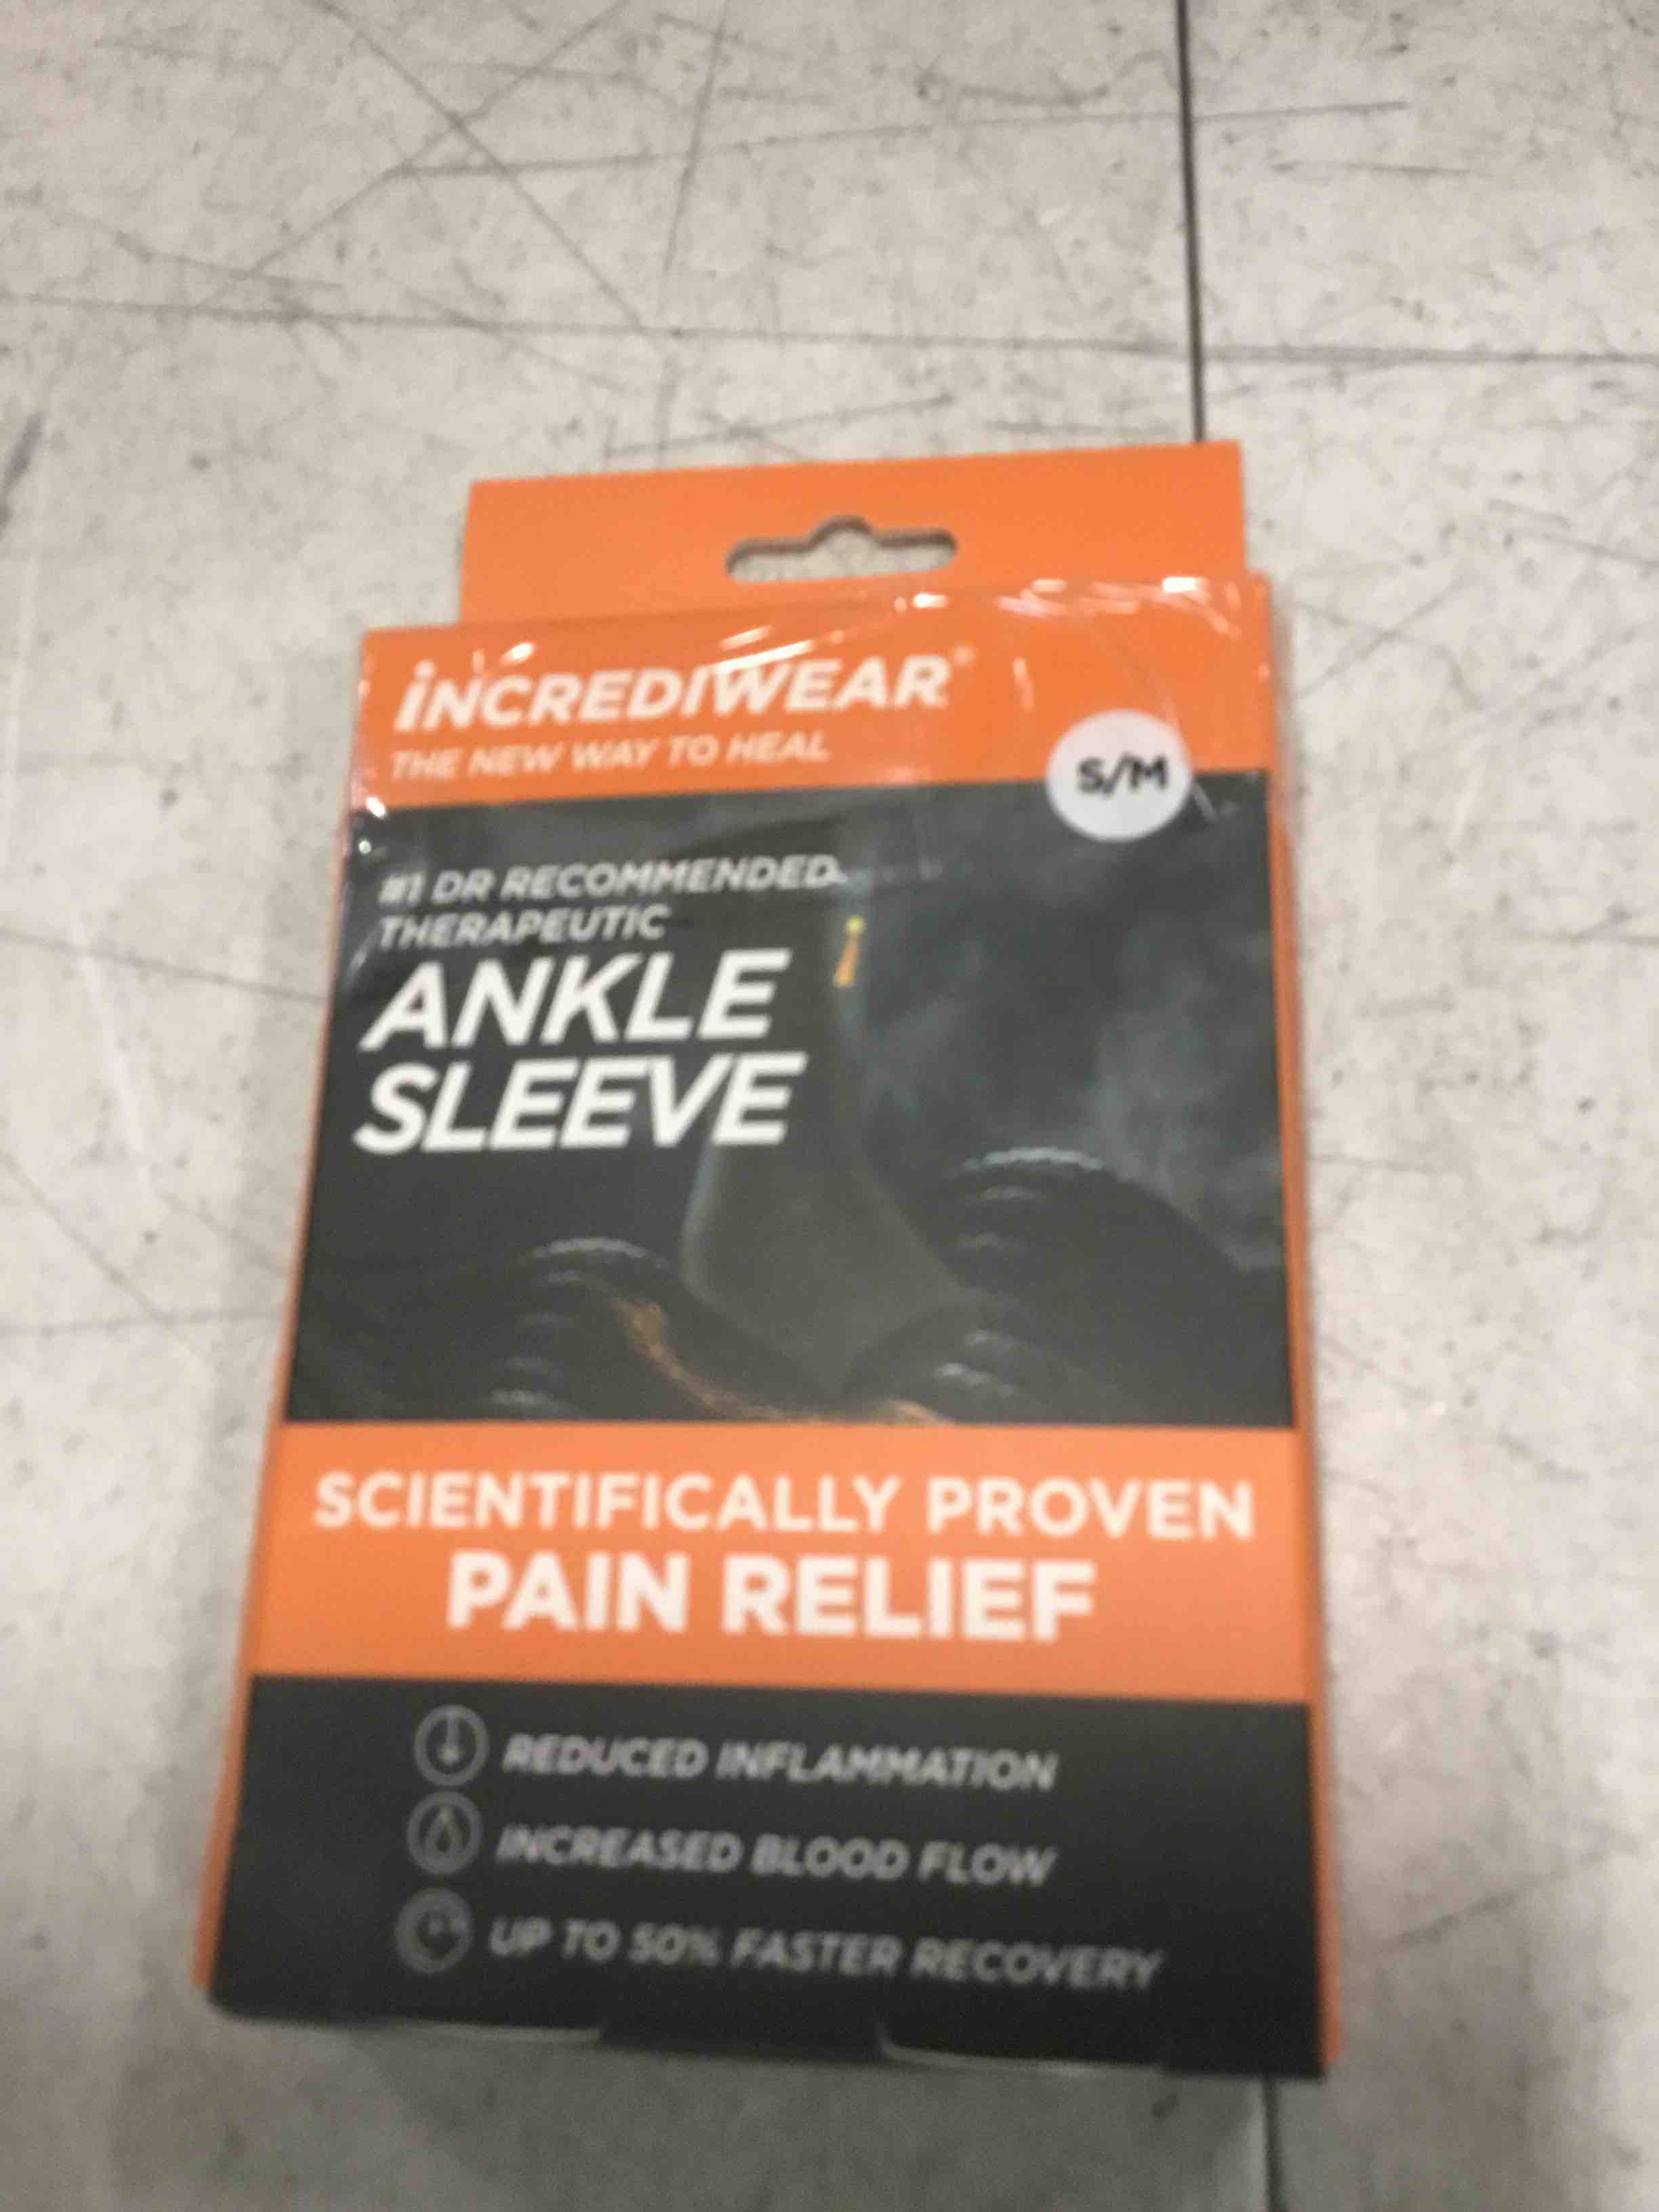 iNCREDIWEAR®
THE NEW WAY TO HEAL
S/M
#1 DR RECOMMENDED
THERAPEUTIC
ANKLE
SLEEVE
SCIENTIFICALLY PROVEN
PAIN RELIEF
REDUCED INFLAMMATION
INCREASED BLOOD FLOW
UP TO 50% FASTER RECOVERY